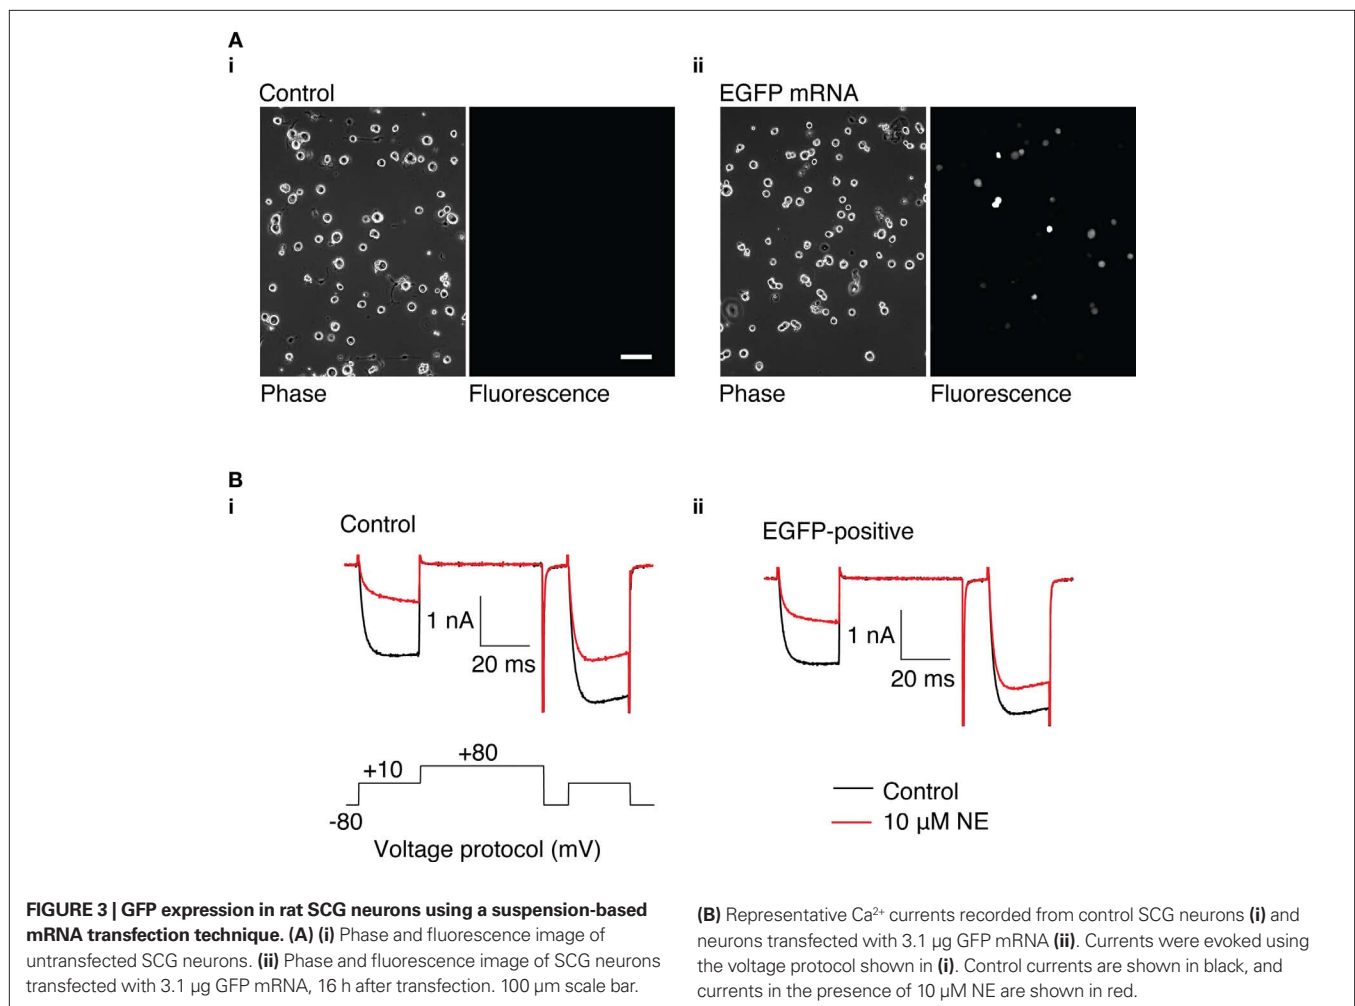 A
i
ii
Control
EGFP mRNA
Phase
Fluorescence
Phase
Fluorescence
B
i
ii
Control
EGFP-positive
1 nA
20 ms
1 nA
20 ms
+80
+10
-80
Voltage protocol (mV)
Control
10 µM NE
FIGURE 3 | GFP expression in rat SCG neurons using a suspension-based
mRNA transfection technique. (A) (i) Phase and fluorescence image of
untransfected SCG neurons. (ii) Phase and fluorescence image of SCG neurons
transfected with 3.1 µg GFP mRNA, 16 h after transfection. 100 µm scale bar.
(B) Representative Ca²⁺ currents recorded from control SCG neurons (i) and
neurons transfected with 3.1 µg GFP mRNA (ii). Currents were evoked using
the voltage protocol shown in (i). Control currents are shown in black, and
currents in the presence of 10 µM NE are shown in red.